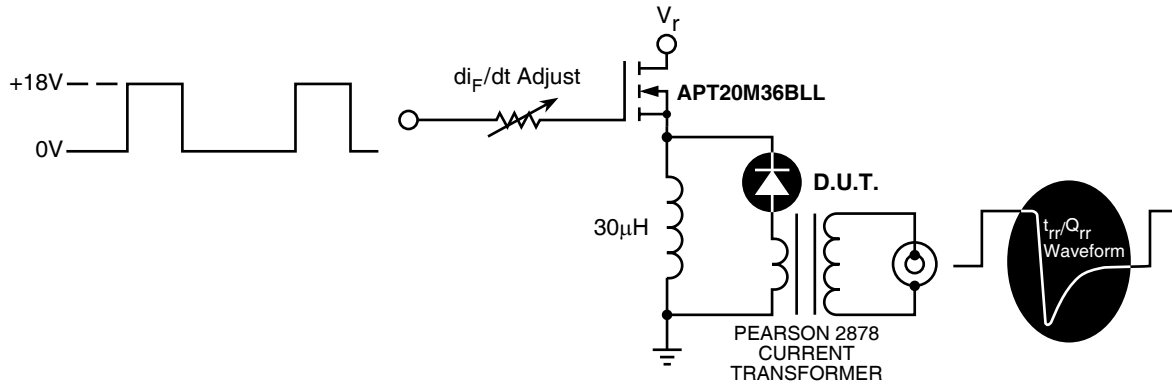 V_r
+18V
0V
di_F/dt Adjust
APT20M36BLL
D.U.T.
30μH
t_rr/Q_rr
Waveform
PEARSON 2878
CURRENT
TRANSFORMER